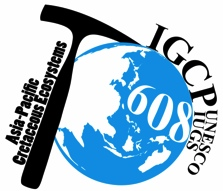 Asia-Pacific
Cretaceous Ecosystems
IGCP
608
UNESCO
IUGS